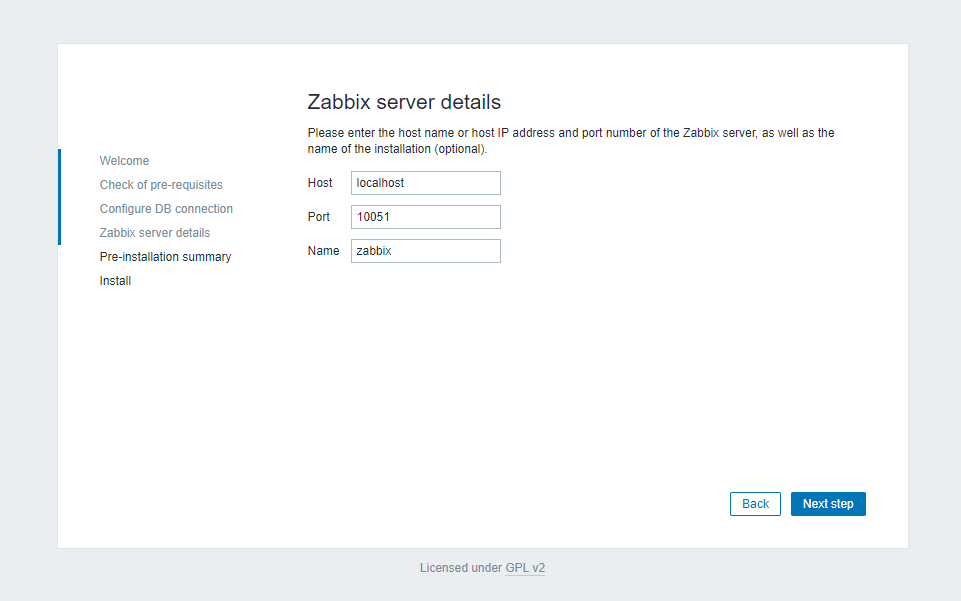 Zabbix server details
Please enter the host name or host IP address and port number of the Zabbix server, as well as the
name of the installation (optional).
Welcome
Check of pre-requisites
Configure DB connection
Zabbix server details
Pre-installation summary
Install
Host localhost
Port 10051
Name zabbix
Back Next step
Licensed under GPL v2